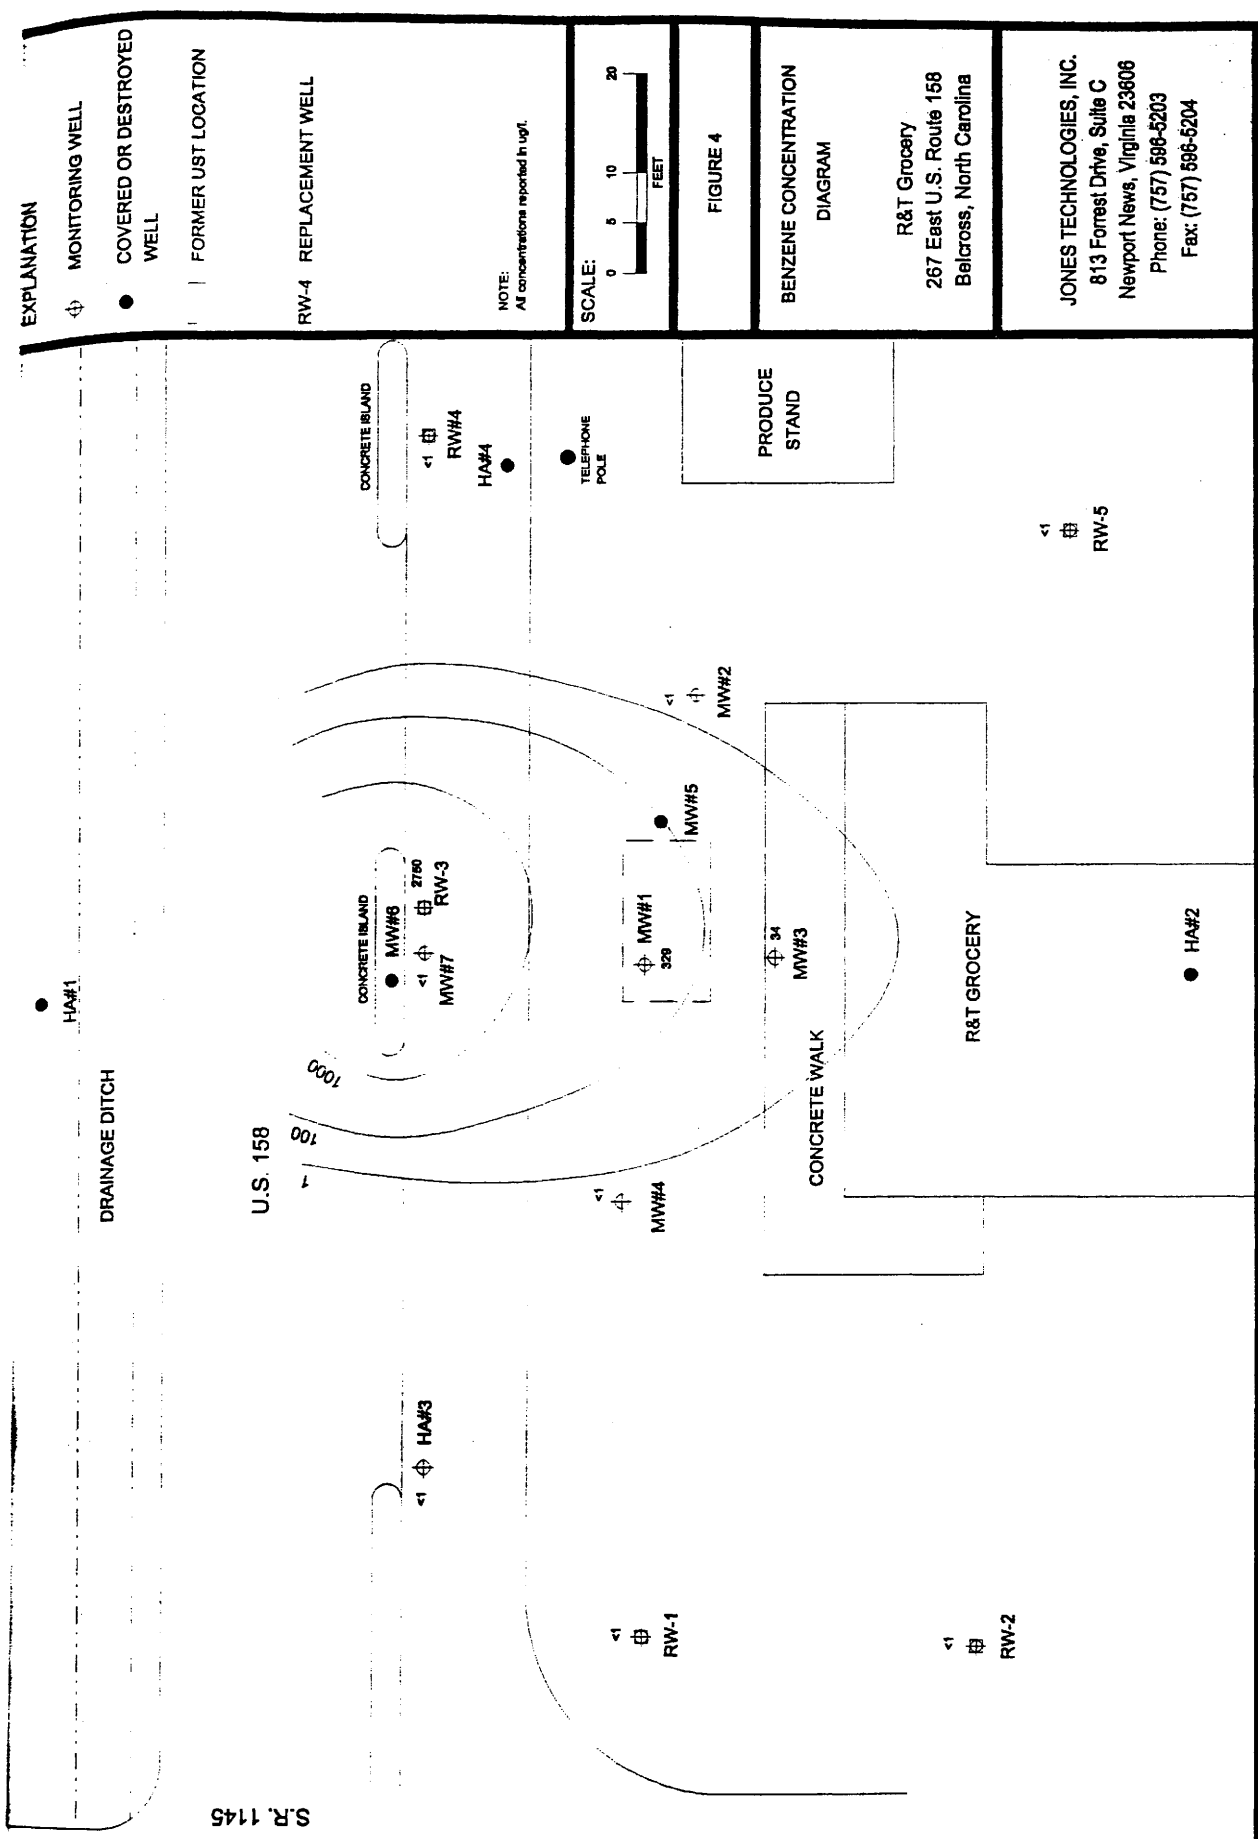 EXPLANATION
MONITORING WELL
COVERED OR DESTROYED
WELL
FORMER UST LOCATION
RW-4 REPLACEMENT WELL
NOTE:
All concentrations reported in ug/l.
SCALE:
0 5 10 20
FEET
FIGURE 4
BENZENE CONCENTRATION
DIAGRAM
R&T Grocery
267 East U.S. Route 158
Belcross, North Carolina
JONES TECHNOLOGIES, INC.
813 Forrest Drive, Suite C
Newport News, Virginia 23606
Phone: (757) 596-5203
Fax: (757) 596-5204
HA#1
DRAINAGE DITCH
U.S. 158
S.R. 1145
1000
100
1
CONCRETE ISLAND
MW#6
<1
MW#7
2750
RW-3
CONCRETE ISLAND
<1
RW#4
HA#4
TELEPHONE
POLE
PRODUCE
STAND
<1
RW-5
<1
MW#2
MW#5
MW#1
329
34
MW#3
<1
MW#4
CONCRETE WALK
R&T GROCERY
HA#2
<1
HA#3
<1
RW-1
<1
RW-2